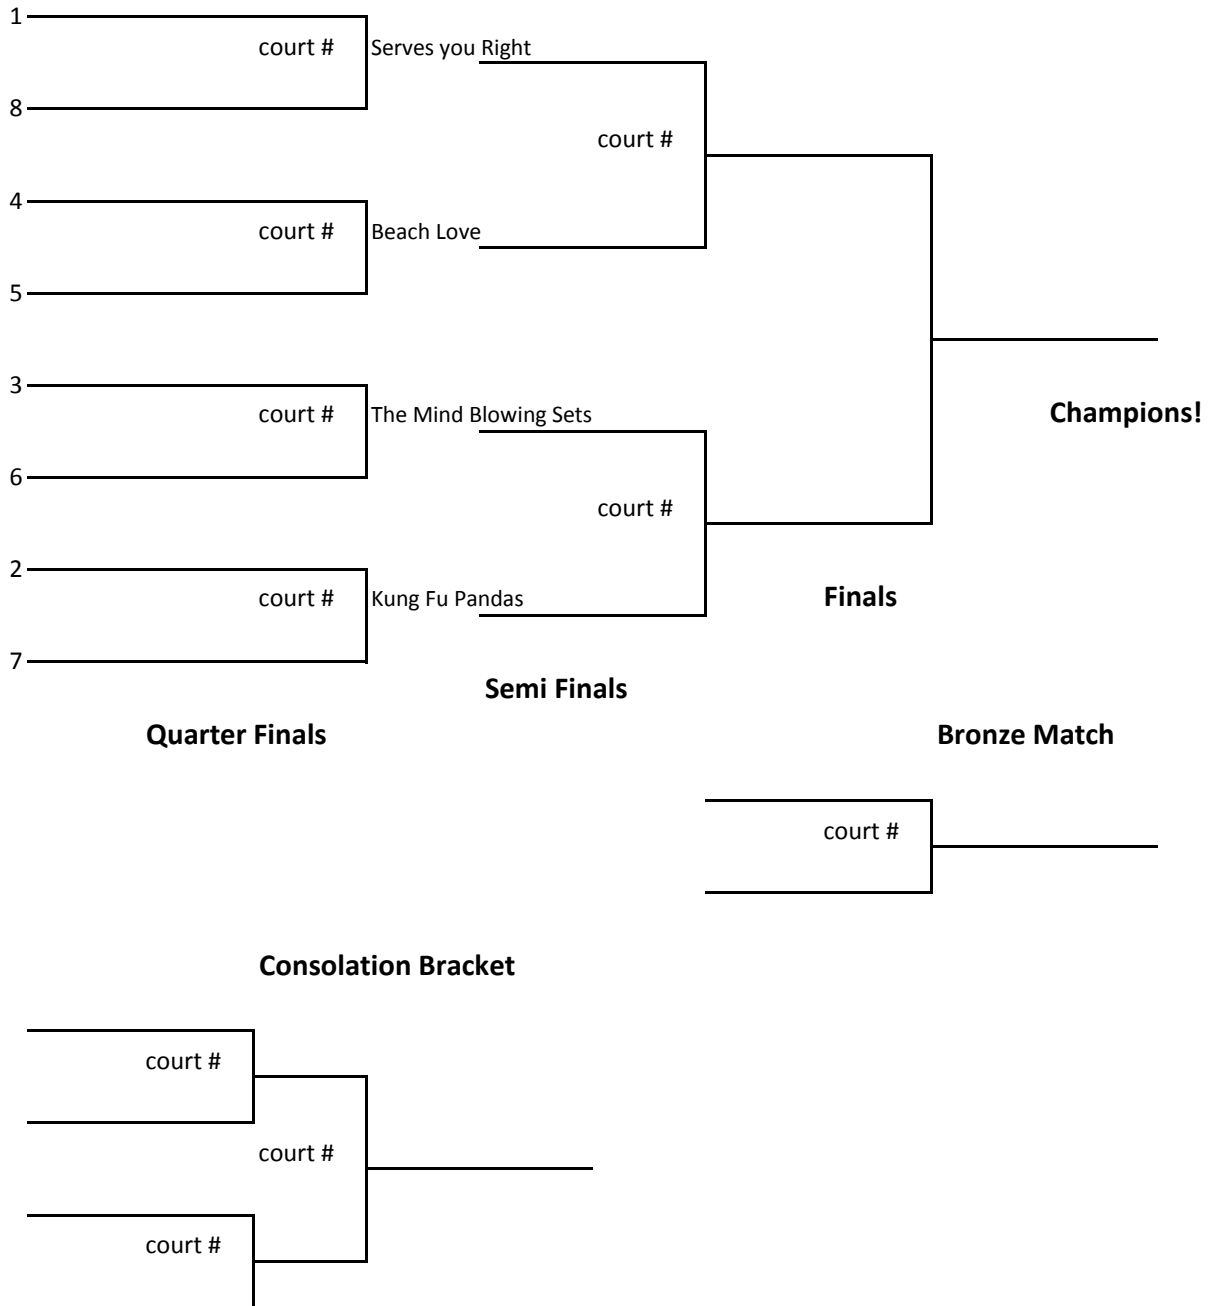 1
court # Serves you Right
8
court #
4
court # Beach Love
5
3
court # The Mind Blowing Sets
Champions!
6
court #
2
court # Kung Fu Pandas
Finals
7
Semi Finals
Quarter Finals
Bronze Match
court #
Consolation Bracket
court #
court #
court #